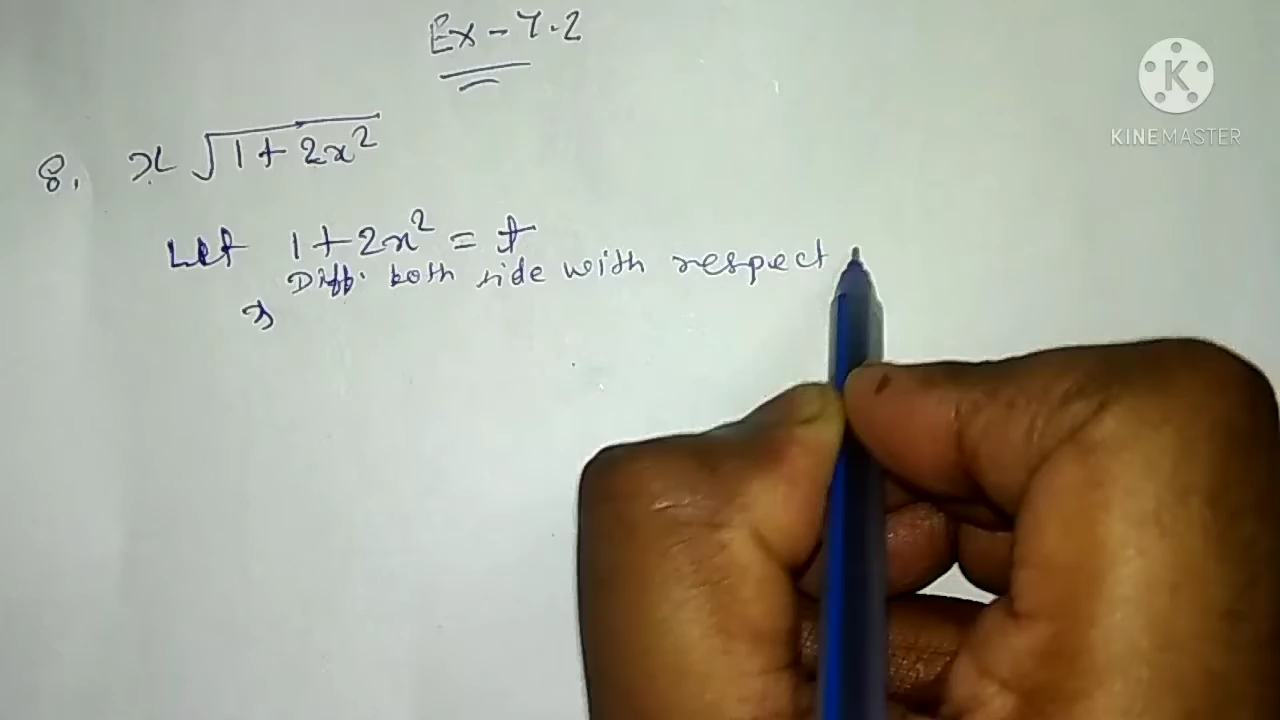 Ex - 7.2
K
KINEMASTER
8. x √1 + 2x²
Let 1 + 2x² = t
Diff. both side with respect